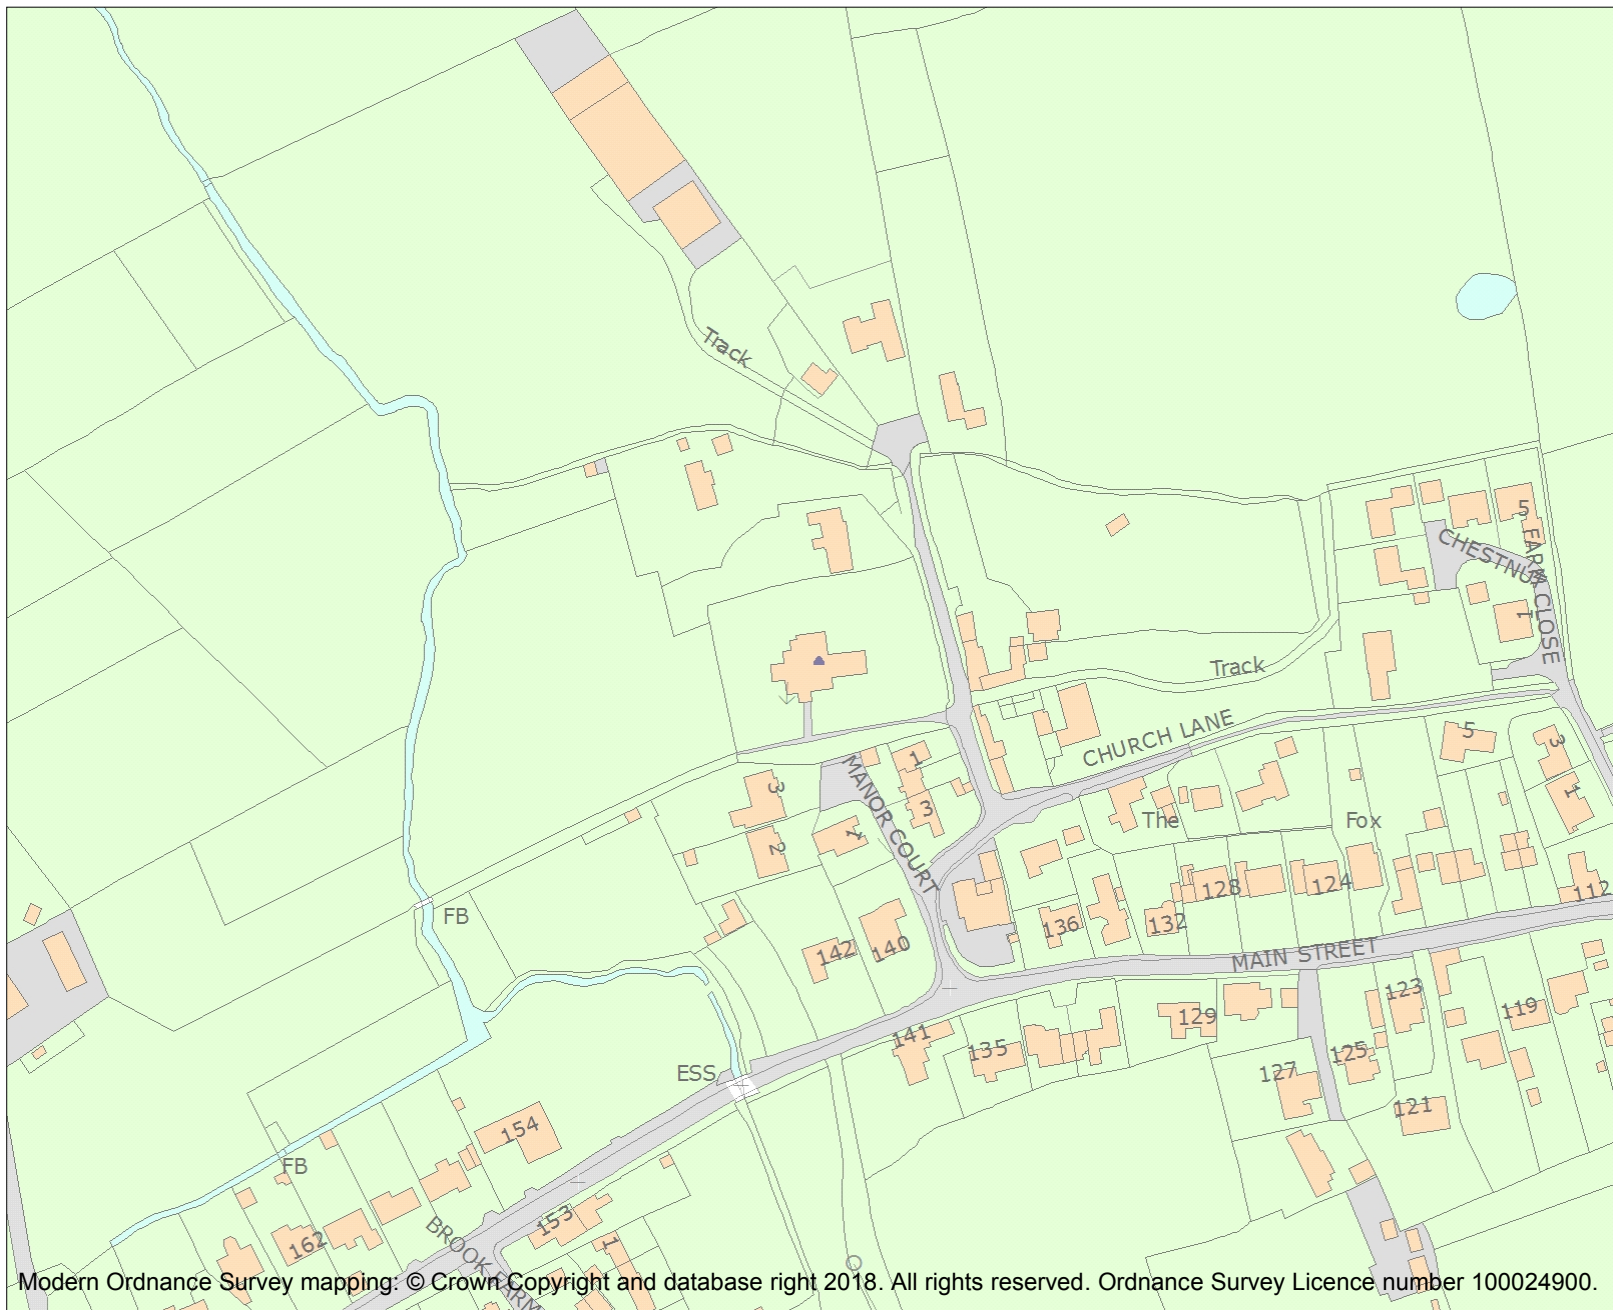 Track
5
CHESTNUT
FARM CLOSE
1
Track
CHURCH LANE
5
3
1
MANOR COURT
1
3
3
2
1
The Fox
128
124
112
136
132
142
140
FB
MAIN STREET
123
119
141
135
129
125
127
121
ESS
154
FB
162
153
1
BROOK FARM
Modern Ordnance Survey mapping: © Crown Copyright and database right 2018. All rights reserved. Ordnance Survey Licence number 100024900.